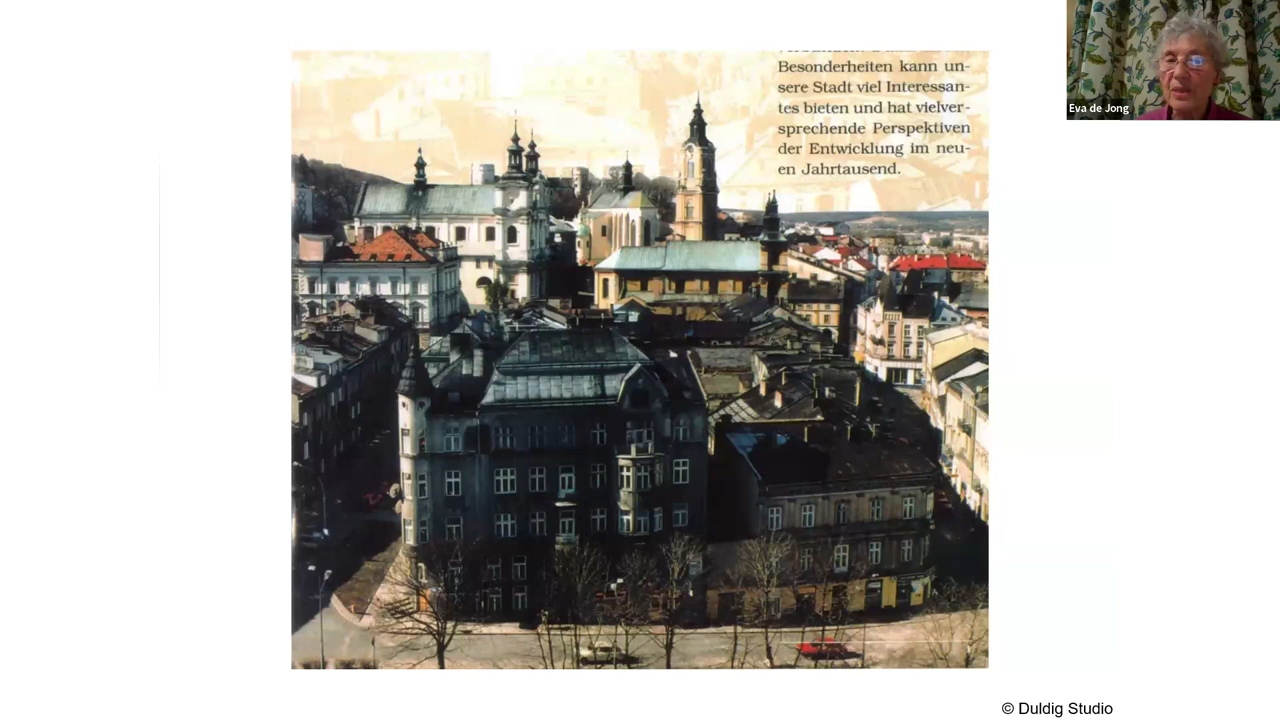 Besonderheiten kann un-
sere Stadt viel Interessan-
tes bieten und hat vielver-
sprechende Perspektiven
der Entwicklung im neu-
en Jahrtausend.
Eva de Jong
© Duldig Studio